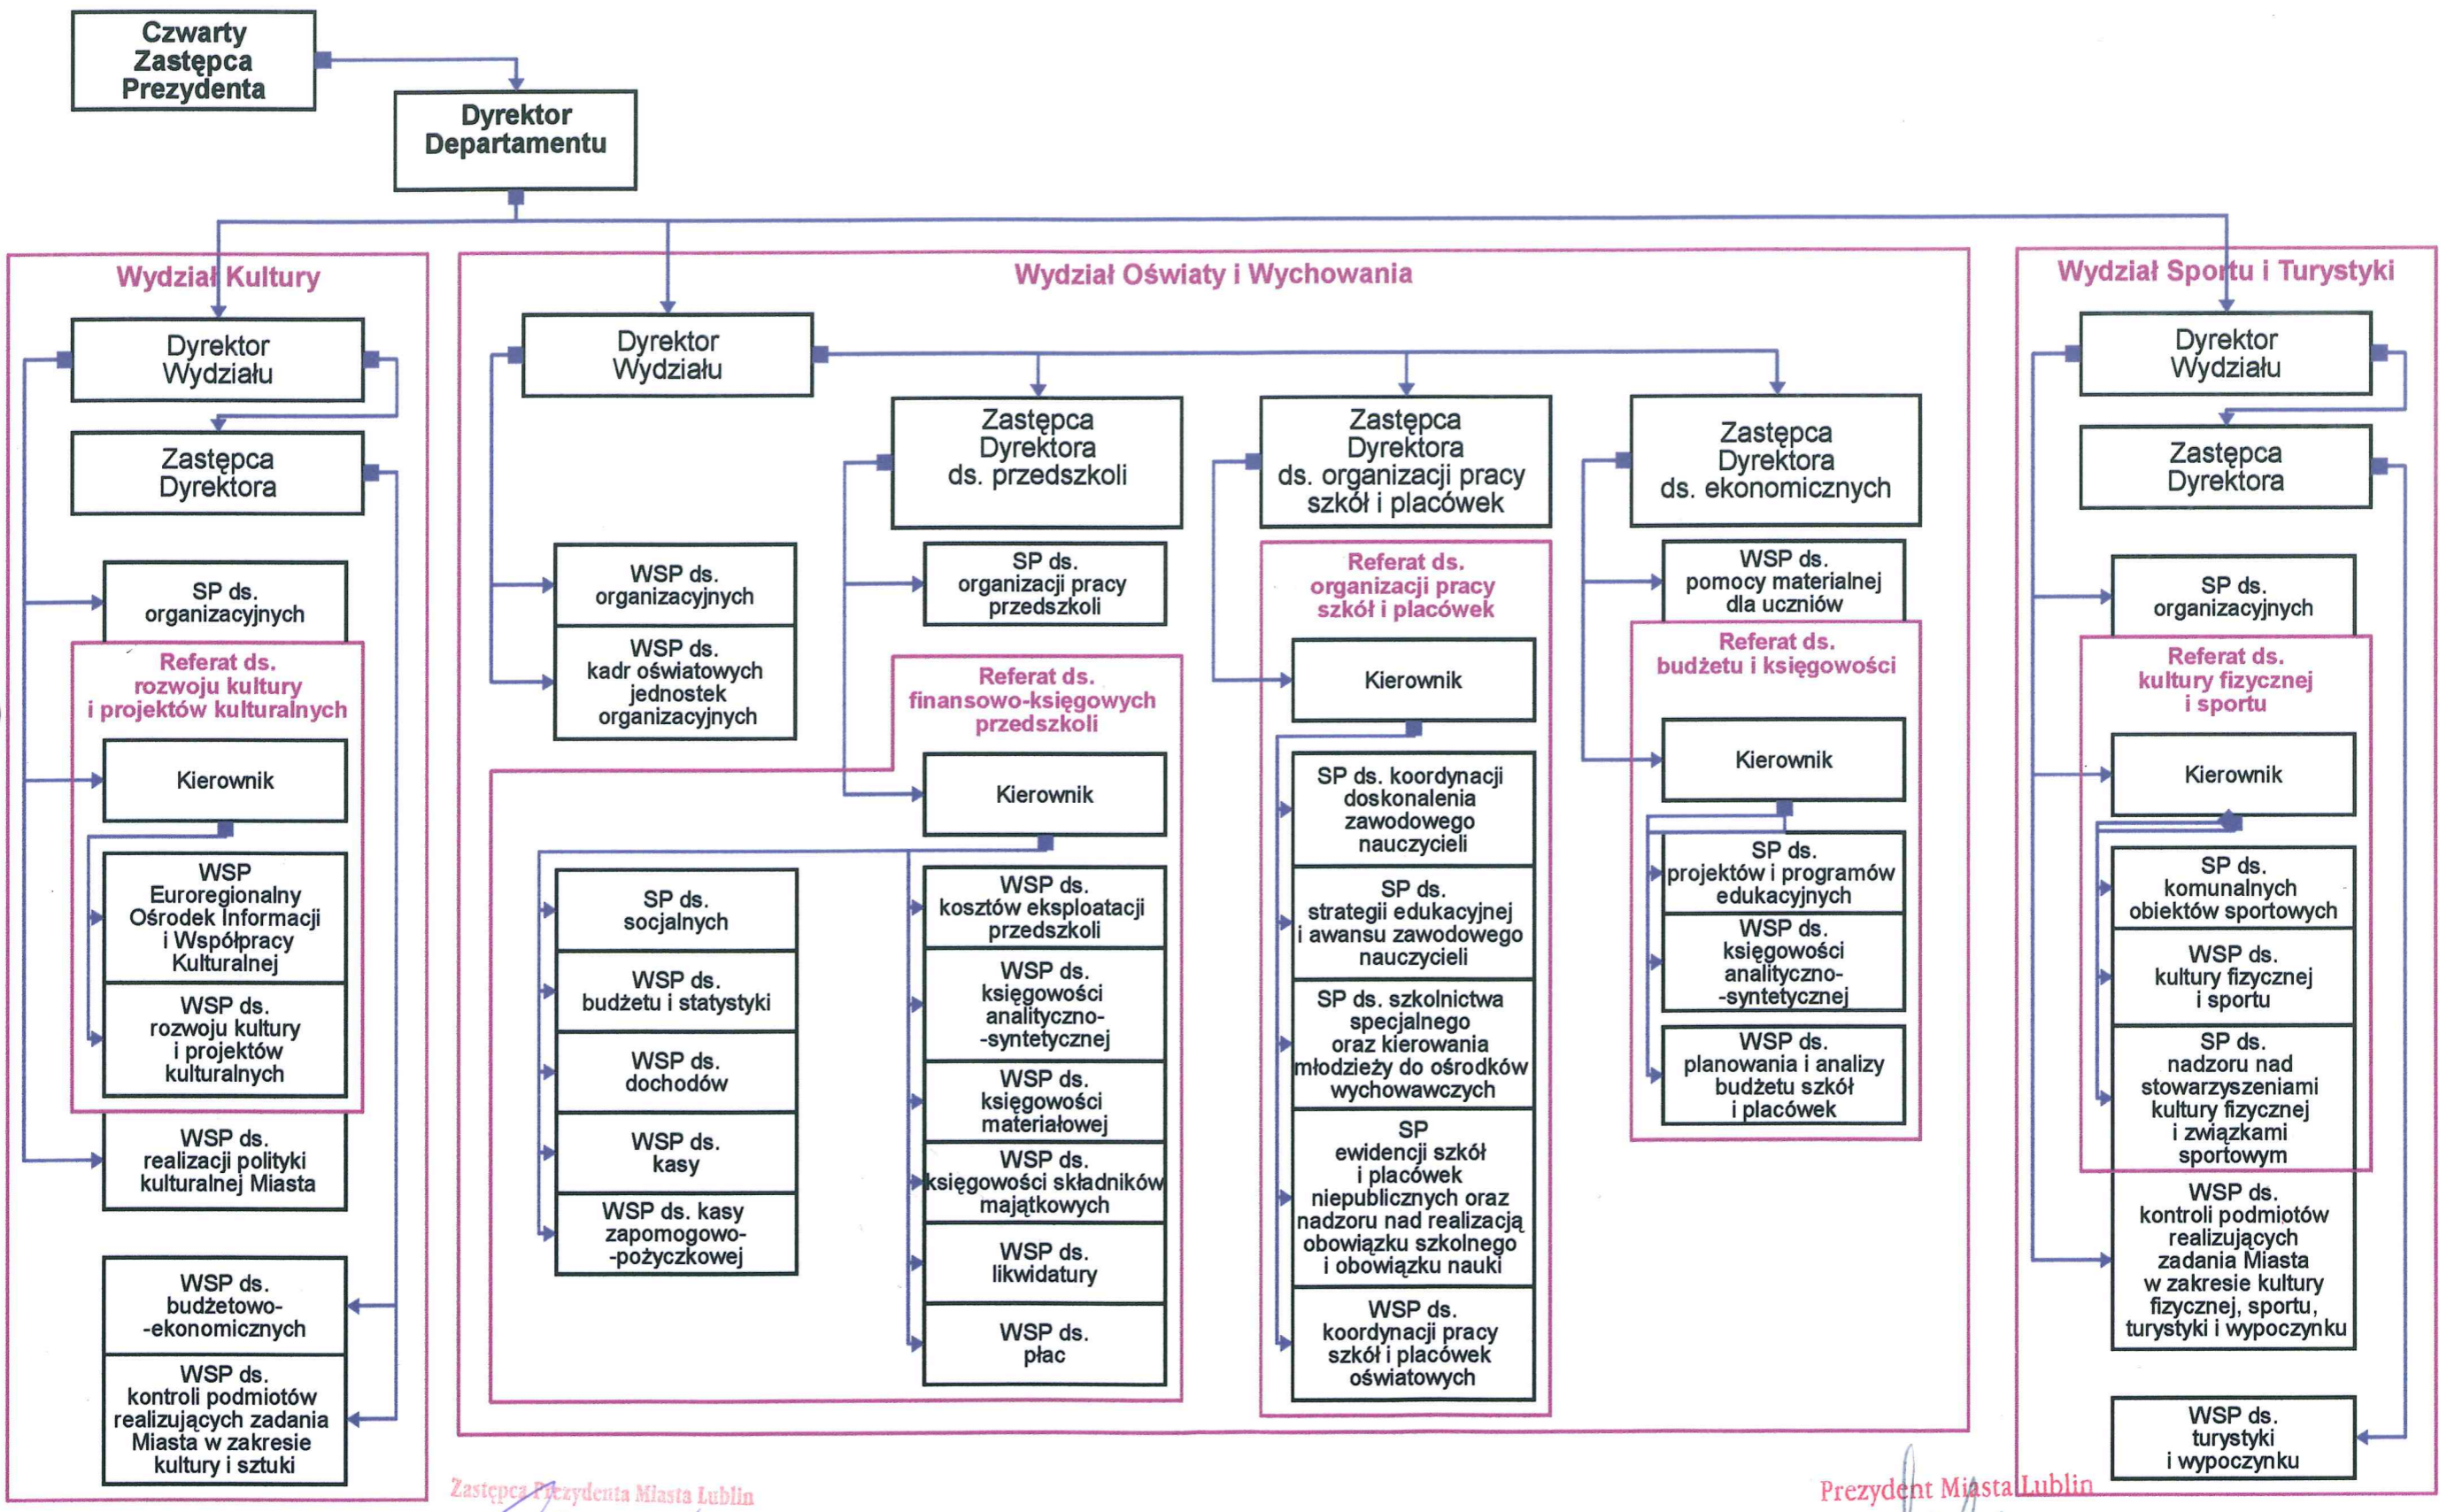 Czwarty
Zastępca
Prezydenta
Dyrektor
Departamentu
Wydział Kultury
Dyrektor
Wydziału
Zastępca
Dyrektora
SP ds.
organizacyjnych
Referat ds.
rozwoju kultury
i projektów kulturalnych
Kierownik
WSP
Euroregionalny
Ośrodek Informacji
i Współpracy
Kulturalnej
WSP ds.
rozwoju kultury
i projektów
kulturalnych
WSP ds.
realizacji polityki
kulturalnej Miasta
WSP ds.
budżetowo-
-ekonomicznych
WSP ds.
kontroli podmiotów
realizujących zadania
Miasta w zakresie
kultury i sztuki
Wydział Oświaty i Wychowania
Dyrektor
Wydziału
WSP ds.
organizacyjnych
WSP ds.
kadr oświatowych
jednostek
organizacyjnych
Zastępca
Dyrektora
ds. przedszkoli
SP ds.
organizacji pracy
przedszkoli
Referat ds.
finansowo-księgowych
przedszkoli
Kierownik
SP ds.
socjalnych
WSP ds.
budżetu i statystyki
WSP ds.
dochodów
WSP ds.
kasy
WSP ds. kasy
zapomogowo-
-pożyczkowej
WSP ds.
kosztów eksploatacji
przedszkoli
WSP ds.
księgowości
analityczno-
-syntetycznej
WSP ds.
księgowości
materiałowej
WSP ds.
księgowości składników
majątkowych
WSP ds.
likwidatury
WSP ds.
płac
Zastępca
Dyrektora
ds. organizacji pracy
szkół i placówek
Referat ds.
organizacji pracy
szkół i placówek
Kierownik
SP ds. koordynacji
doskonalenia
zawodowego
nauczycieli
SP ds.
strategii edukacyjnej
i awansu zawodowego
nauczycieli
SP ds. szkolnictwa
specjalnego
oraz kierowania
młodzieży do ośrodków
wychowawczych
SP
ewidencji szkół
i placówek
niepublicznych oraz
nadzoru nad realizacją
obowiązku szkolnego
i obowiązku nauki
WSP ds.
koordynacji pracy
szkół i placówek
oświatowych
Zastępca
Dyrektora
ds. ekonomicznych
WSP ds.
pomocy materialnej
dla uczniów
Referat ds.
budżetu i księgowości
Kierownik
SP ds.
projektów i programów
edukacyjnych
WSP ds.
księgowości
analityczno-
-syntetycznej
WSP ds.
planowania i analizy
budżetu szkół
i placówek
Wydział Sportu i Turystyki
Dyrektor
Wydziału
Zastępca
Dyrektora
SP ds.
organizacyjnych
Referat ds.
kultury fizycznej
i sportu
Kierownik
SP ds.
komunalnych
obiektów sportowych
WSP ds.
kultury fizycznej
i sportu
SP ds.
nadzoru nad
stowarzyszeniami
kultury fizycznej
i związkami
sportowym
WSP ds.
kontroli podmiotów
realizujących
zadania Miasta
w zakresie kultury
fizycznej, sportu,
turystyki i wypoczynku
WSP ds.
turystyki
i wypoczynku
Zastępca Prezydenta Miasta Lublin
Prezydent Miasta Lublin